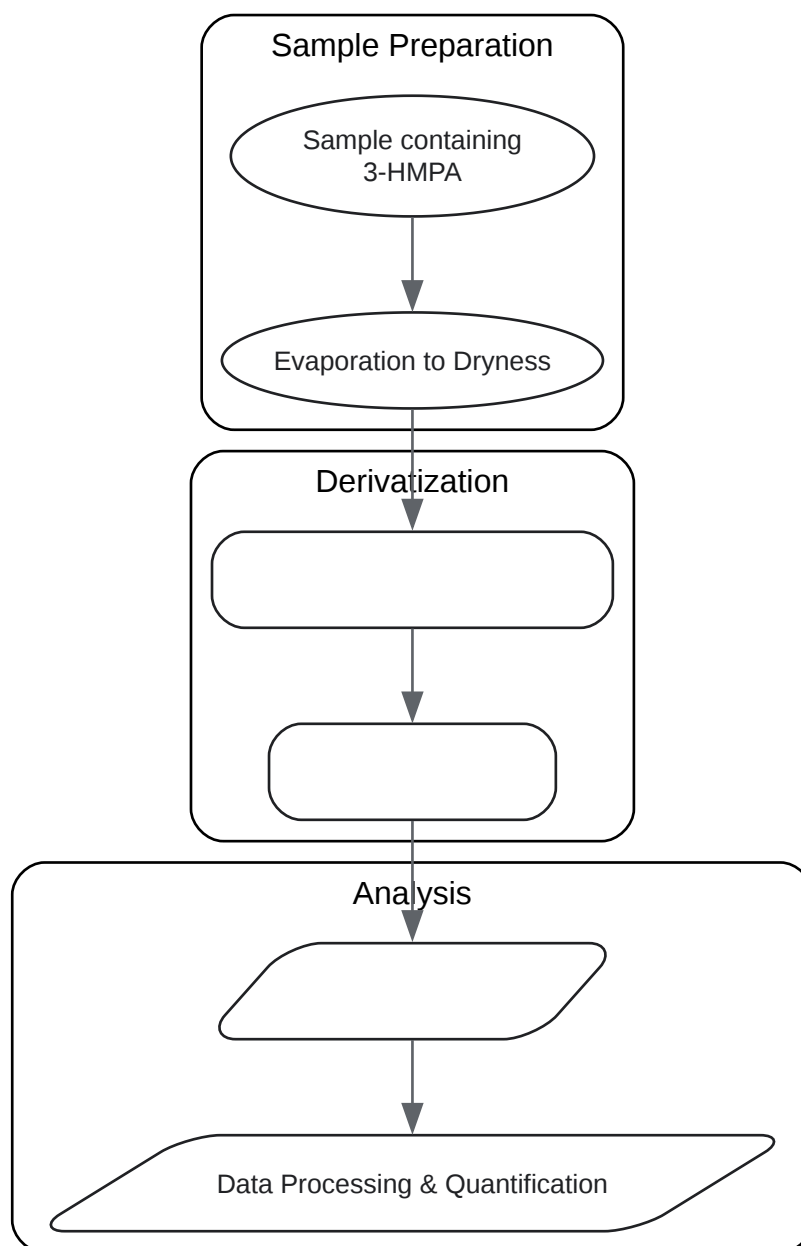 Sample Preparation
Sample containing
3-HMPA
Evaporation to Dryness
Derivatization
Analysis
Data Processing & Quantification